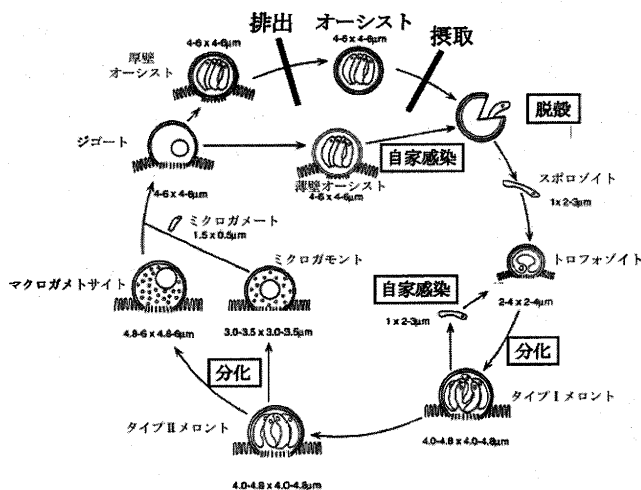 排出
オーシスト
4-6 x 4-6μm
摂取
厚壁
オーシスト
4-6 x 4-6μm
脱殻
ジゴート
4-6 x 4-6μm
自家感染
薄壁オーシスト
4-6 x 4-6μm
スポロゾイト
1x 2-3μm
ミクロガメート
1.5 x 0.5μm
ミクロガモント
3.0-3.5 x 3.0-3.5μm
マクロガメトサイト
4.8-6 x 4.8-6μm
トロフォゾイト
2-4 x 2-4μm
自家感染
1 x 2-3μm
分化
分化
タイプⅠメロント
4.0-4.8 x 4.0-4.8μm
タイプⅡメロント
4.0-4.8 x 4.0-4.8μm